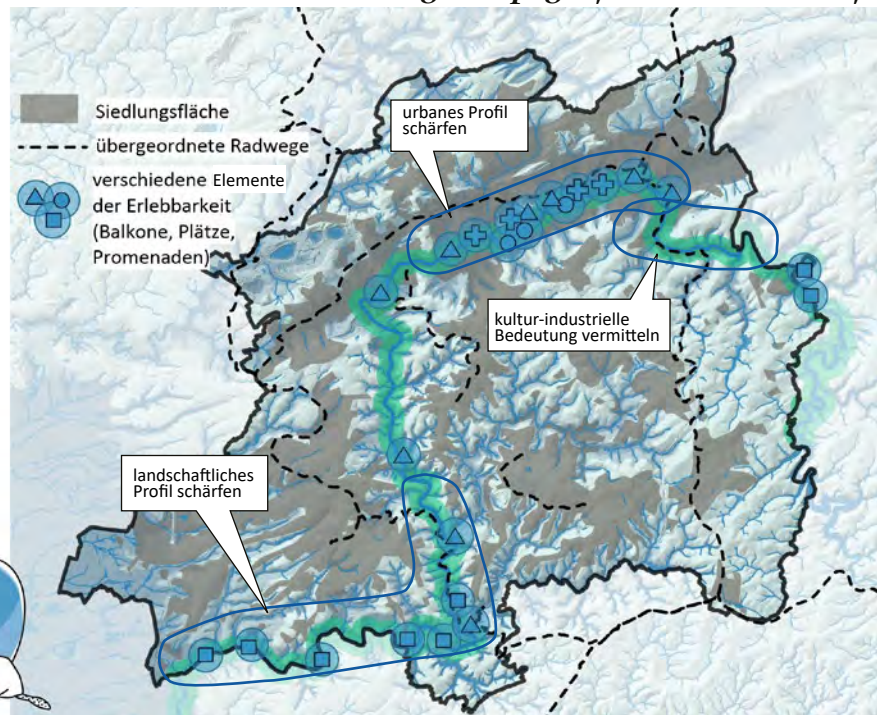 Siedlungsfläche
übergeordnete Radwege
verschiedene Elemente
der Erlebbarkeit
(Balkone, Plätze,
Promenaden)
urbanes Profil
schärfen
kultur-industrielle
Bedeutung vermitteln
landschaftliches
Profil schärfen